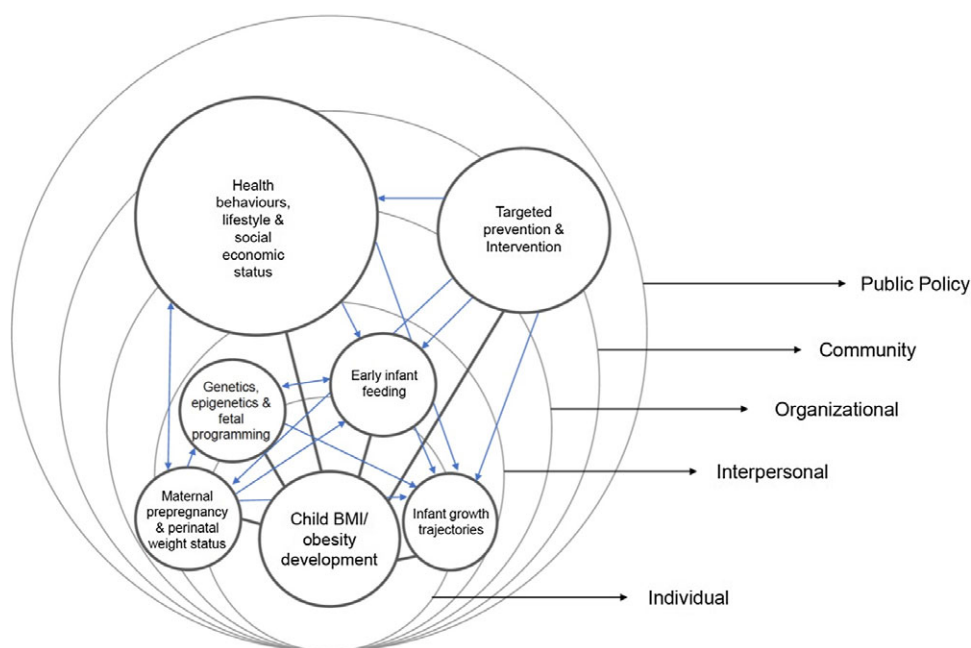 Health
behaviours,
lifestyle &
social
economic
status
Targeted
prevention &
Intervention
Public Policy
Community
Early infant
feeding
Genetics,
epigenetics &
fetal
programming
Organizational
Interpersonal
Maternal
prepregnancy
& perinatal
weight status
Child BMI/
obesity
development
Infant growth
trajectories
Individual